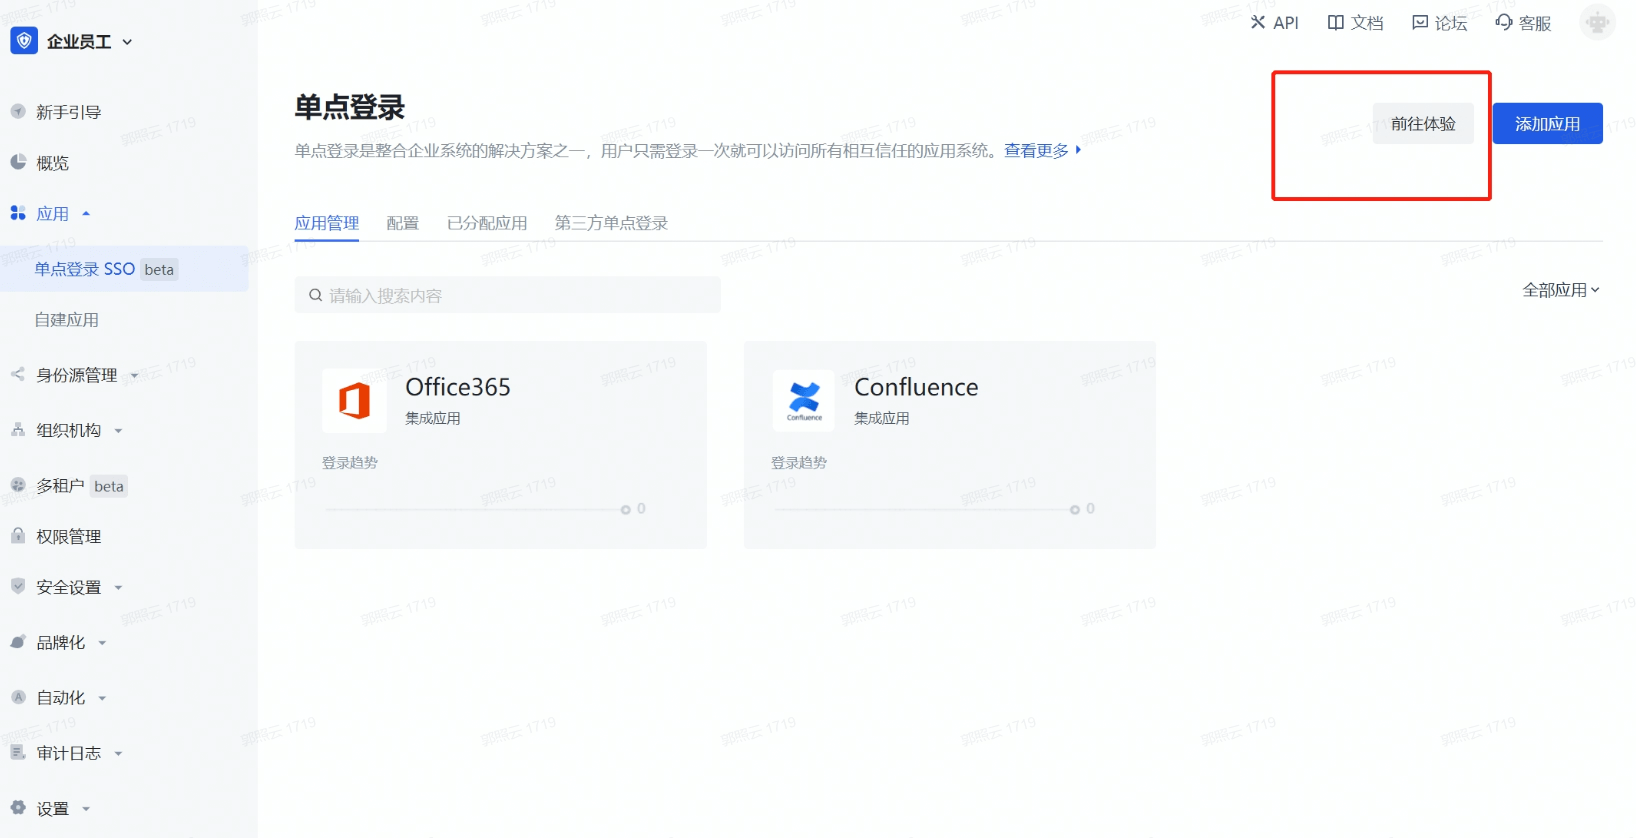 企业员工
API
文档
论坛
客服
新手引导
概览
应用
单点登录 SSO beta
自建应用
身份源管理
组织机构
多租户 beta
权限管理
安全设置
品牌化
自动化
审计日志
设置
单点登录
单点登录是整合企业系统的解决方案之一，用户只需登录一次就可以访问所有相互信任的应用系统。查看更多
前往体验
添加应用
应用管理
配置
已分配应用
第三方单点登录
请输入搜索内容
全部应用
Office365
集成应用
登录趋势
0
Confluence
Confluence
集成应用
登录趋势
0